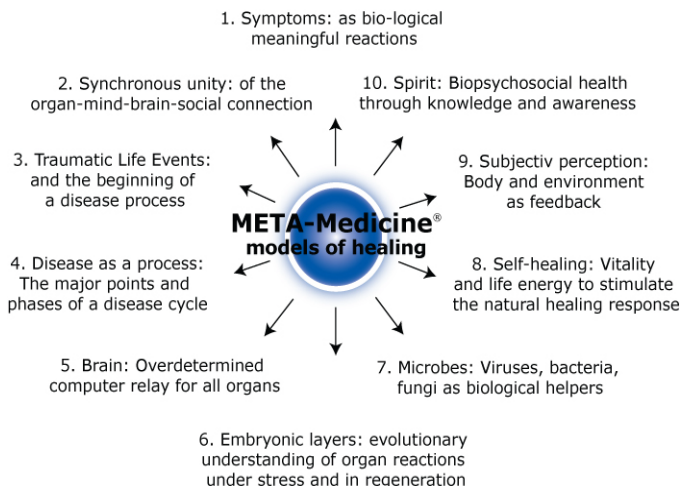 1. Symptoms: as bio-logical
meaningful reactions
2. Synchronous unity: of the
organ-mind-brain-social connection
10. Spirit: Biopsychosocial health
through knowledge and awareness
3. Traumatic Life Events:
and the beginning of
a disease process
9. Subjectiv perception:
Body and environment
as feedback
META-Medicine®
models of healing
4. Disease as a process:
The major points and
phases of a disease cycle
8. Self-healing: Vitality
and life energy to stimulate
the natural healing response
5. Brain: Overdetermined
computer relay for all organs
7. Microbes: Viruses, bacteria,
fungi as biological helpers
6. Embryonic layers: evolutionary
understanding of organ reactions
under stress and in regeneration